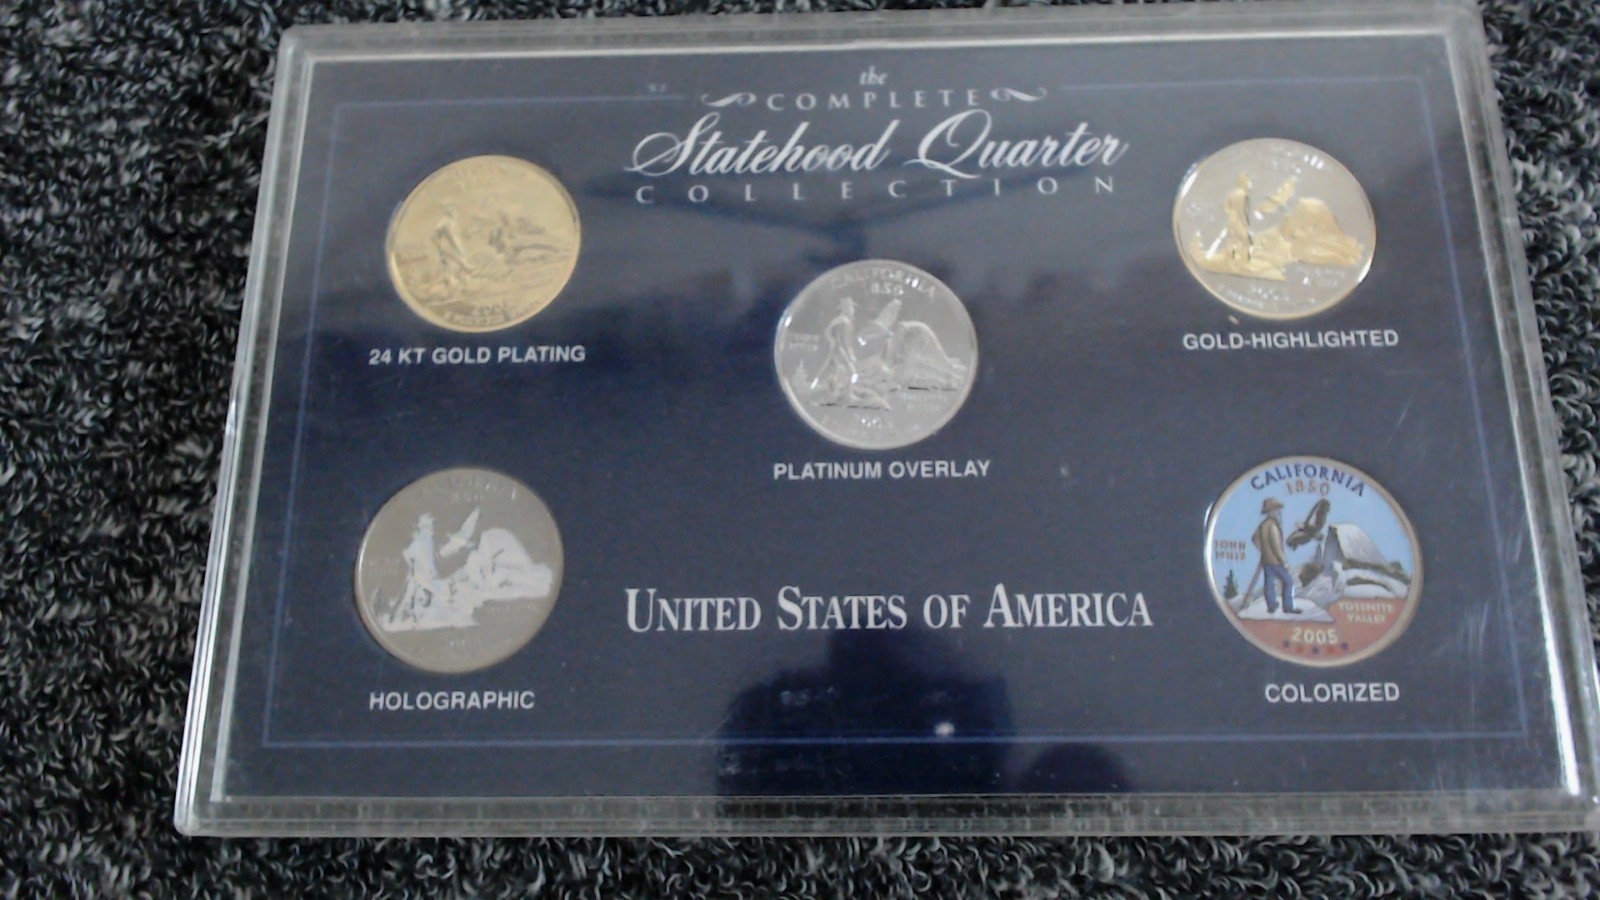 the
COMPLETE
Statehood Quarter
COLLECTION
24 KT GOLD PLATING
GOLD-HIGHLIGHTED
CALIFORNIA
1850
PLATINUM OVERLAY
CALIFORNIA
1850
JOHN
MUIR
YOSEMITE
VALLEY
2005
UNITED STATES OF AMERICA
HOLOGRAPHIC
COLORIZED